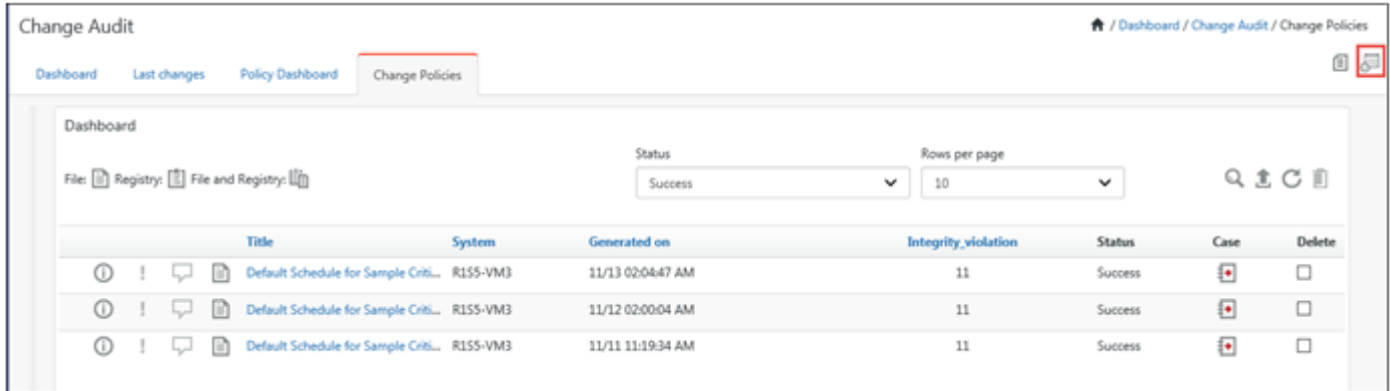 Change Audit
/ Dashboard / Change Audit / Change Policies
Dashboard Last changes Policy Dashboard Change Policies
Dashboard
Status Rows per page
File: Registry: File and Registry:
Success 10
Title System Generated on Integrity_violation Status Case Delete
Default Schedule for Sample Criti... R1S5-VM3 11/13 02:04:47 AM 11 Success
Default Schedule for Sample Criti... R1S5-VM3 11/12 02:00:04 AM 11 Success
Default Schedule for Sample Criti... R1S5-VM3 11/11 11:19:34 AM 11 Success